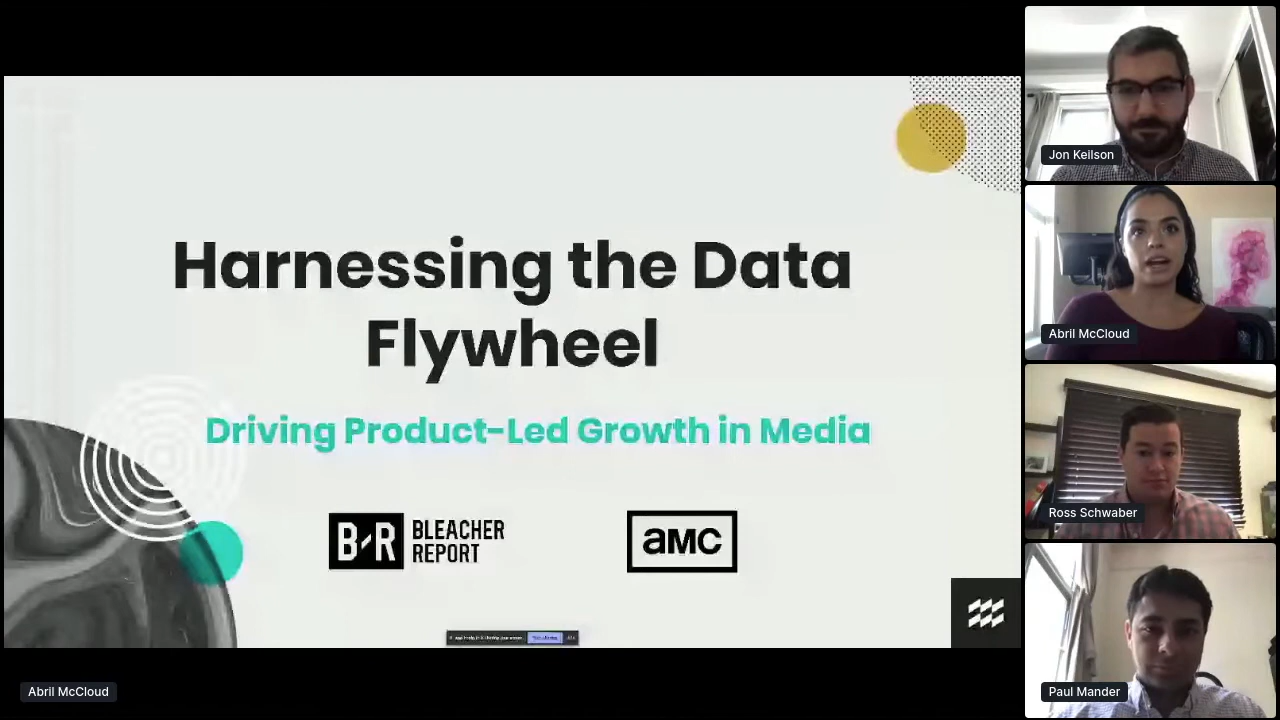 Harnessing the Data
Flywheel
Driving Product-Led Growth in Media
B-R BLEACHER
REPORT
aMC
Abril McCloud
Jon Keilson
Abril McCloud
Ross Schwaber
Paul Mander